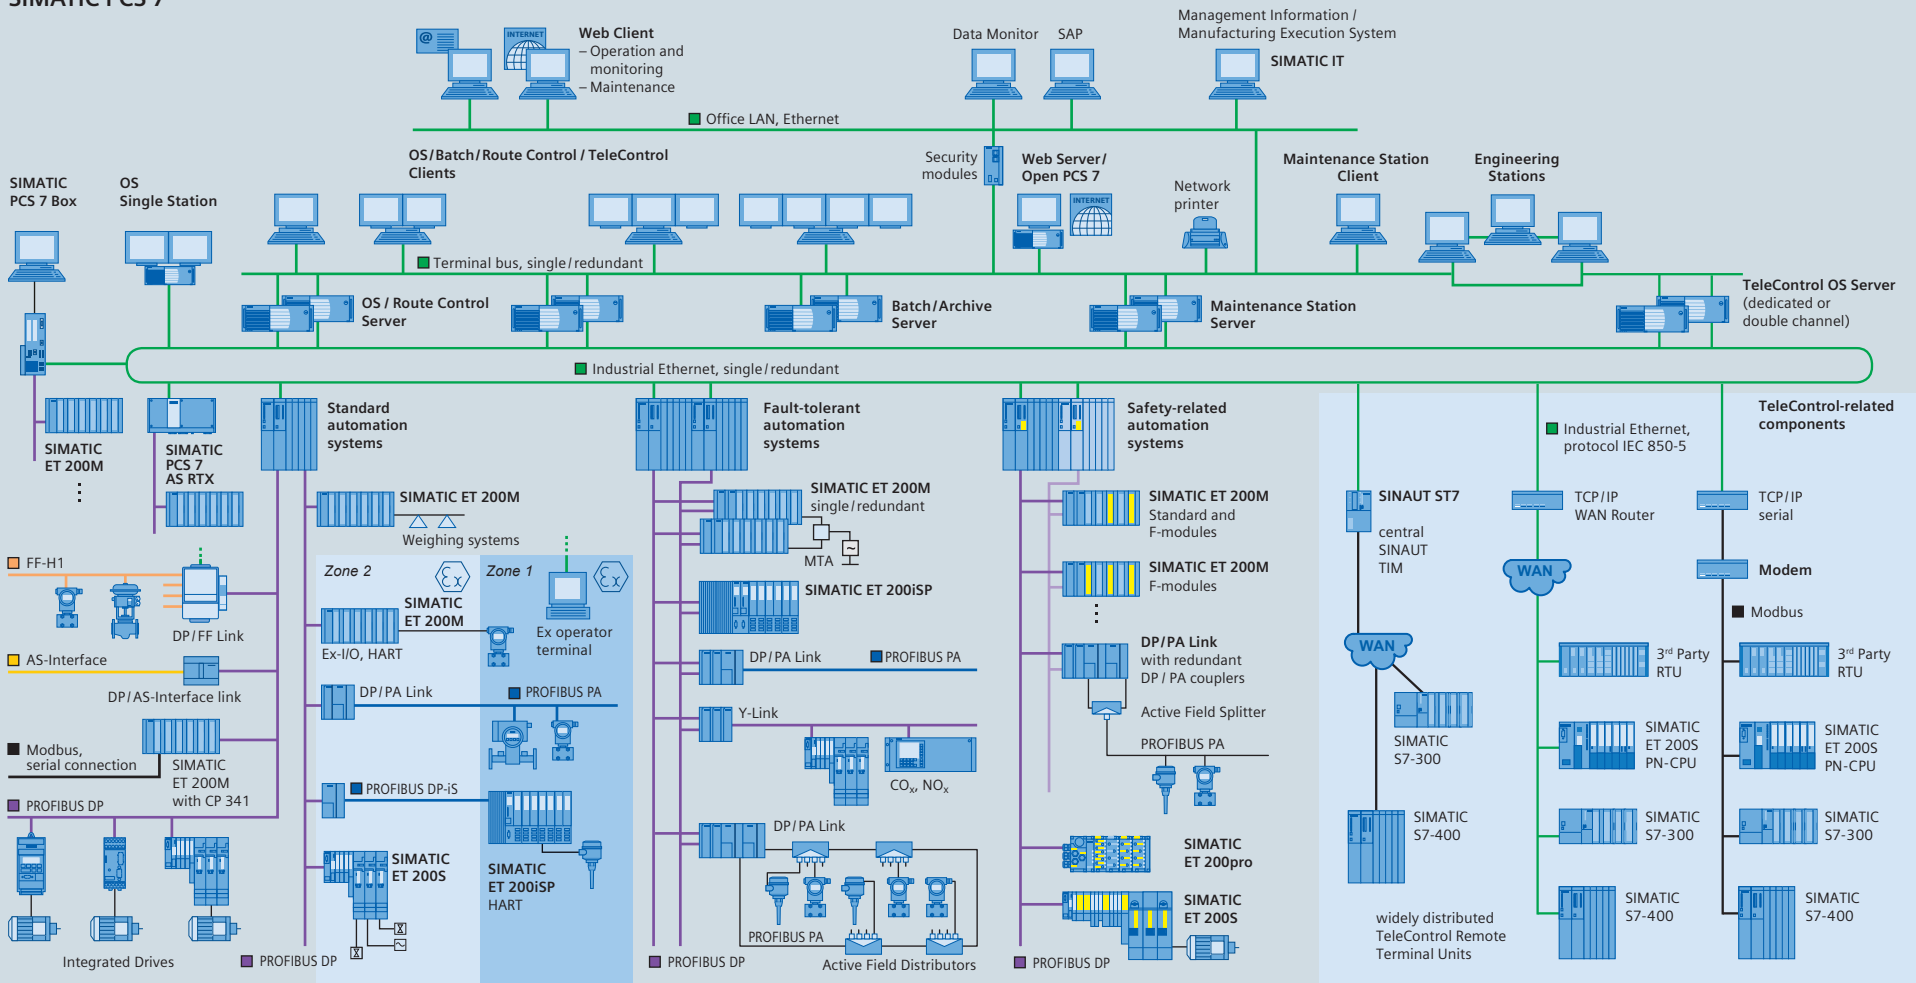 SIMATIC PCS 7
@
INTERNET
Web Client
– Operation and
monitoring
– Maintenance
Data Monitor
SAP
Management Information /
Manufacturing Execution System
SIMATIC IT
Office LAN, Ethernet
SIMATIC
PCS 7 Box
OS
Single Station
OS/Batch/Route Control / TeleControl
Clients
Security
modules
Web Server/
Open PCS 7
INTERNET
Network
printer
Maintenance Station
Client
Engineering
Stations
Terminal bus, single/redundant
OS / Route Control
Server
Batch/Archive
Server
Maintenance Station
Server
TeleControl OS Server
(dedicated or
double channel)
Industrial Ethernet, single/redundant
SIMATIC
ET 200M
SIMATIC
PCS 7
AS RTX
Standard
automation
systems
Fault-tolerant
automation
systems
Safety-related
automation
systems
TeleControl-related
components
Industrial Ethernet,
protocol IEC 850-5
SIMATIC ET 200M
Weighing systems
SIMATIC ET 200M
single/redundant
MTA
~
SIMATIC ET 200M
Standard and
F-modules
SIMATIC ET 200M
F-modules
SINAUT ST7
central
SINAUT
TIM
TCP/IP
WAN Router
TCP/IP
serial
WAN
Modem
Modbus
FF-H1
DP/FF Link
AS-Interface
DP/AS-Interface link
Modbus,
serial connection
SIMATIC
ET 200M
with CP 341
PROFIBUS DP
Integrated Drives
PROFIBUS DP
Zone 2
Ex
Zone 1
Ex
SIMATIC
ET 200M
Ex-I/O, HART
Ex operator
terminal
DP/PA Link
PROFIBUS PA
PROFIBUS DP-iS
SIMATIC
ET 200S
SIMATIC
ET 200iSP
HART
SIMATIC ET 200iSP
DP/PA Link
PROFIBUS PA
Y-Link
COx, NOx
DP/PA Link
PROFIBUS PA
Active Field Distributors
PROFIBUS DP
DP/PA Link
with redundant
DP / PA couplers
Active Field Splitter
PROFIBUS PA
SIMATIC
ET 200pro
SIMATIC
ET 200S
PROFIBUS DP
WAN
SIMATIC
S7-300
SIMATIC
S7-400
widely distributed
TeleControl Remote
Terminal Units
3rd Party
RTU
SIMATIC
ET 200S
PN-CPU
SIMATIC
S7-300
SIMATIC
S7-400
3rd Party
RTU
SIMATIC
ET 200S
PN-CPU
SIMATIC
S7-300
SIMATIC
S7-400